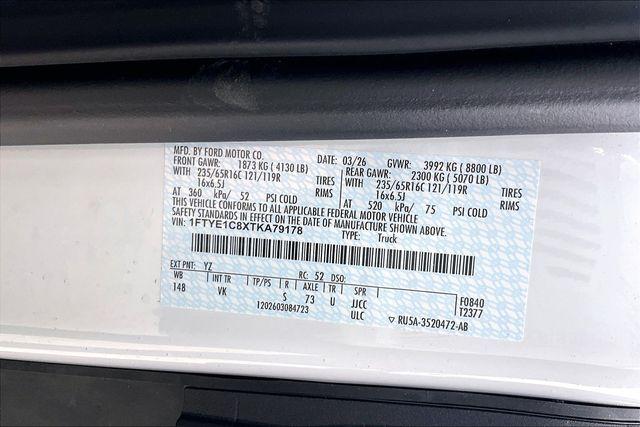 MFD. BY FORD MOTOR CO. DATE: 03/26 GVWR: 3992 KG ( 8800 LB)
FRONT GAWR: 1873 KG ( 4130 LB) REAR GAWR: 2300 KG ( 5070 LB)
WITH 235/65R16C 121/119R TIRES WITH 235/65R16C 121/119R TIRES
16x6.5J RIMS 16x6.5J RIMS
AT 360 kPa/ 52 PSI COLD AT 520 kPa/ 75 PSI COLD
THIS VEHICLE CONFORMS TO ALL APPLICABLE FEDERAL MOTOR VEHICLE
SAFETY STANDARDS IN EFFECT ON THE DATE OF MANUFACTURE SHOWN ABOVE.
VIN: 1FTYE1C8XTKA79178 TYPE: Truck
EXT PNT: YZ RC: 52 DSO:
WB INT TR TP/PS R AXLE TR SPR F0840
148 VK S 73 U JJCC T2377
1202603084723 ULC ▽ RU5A-3520472-AB